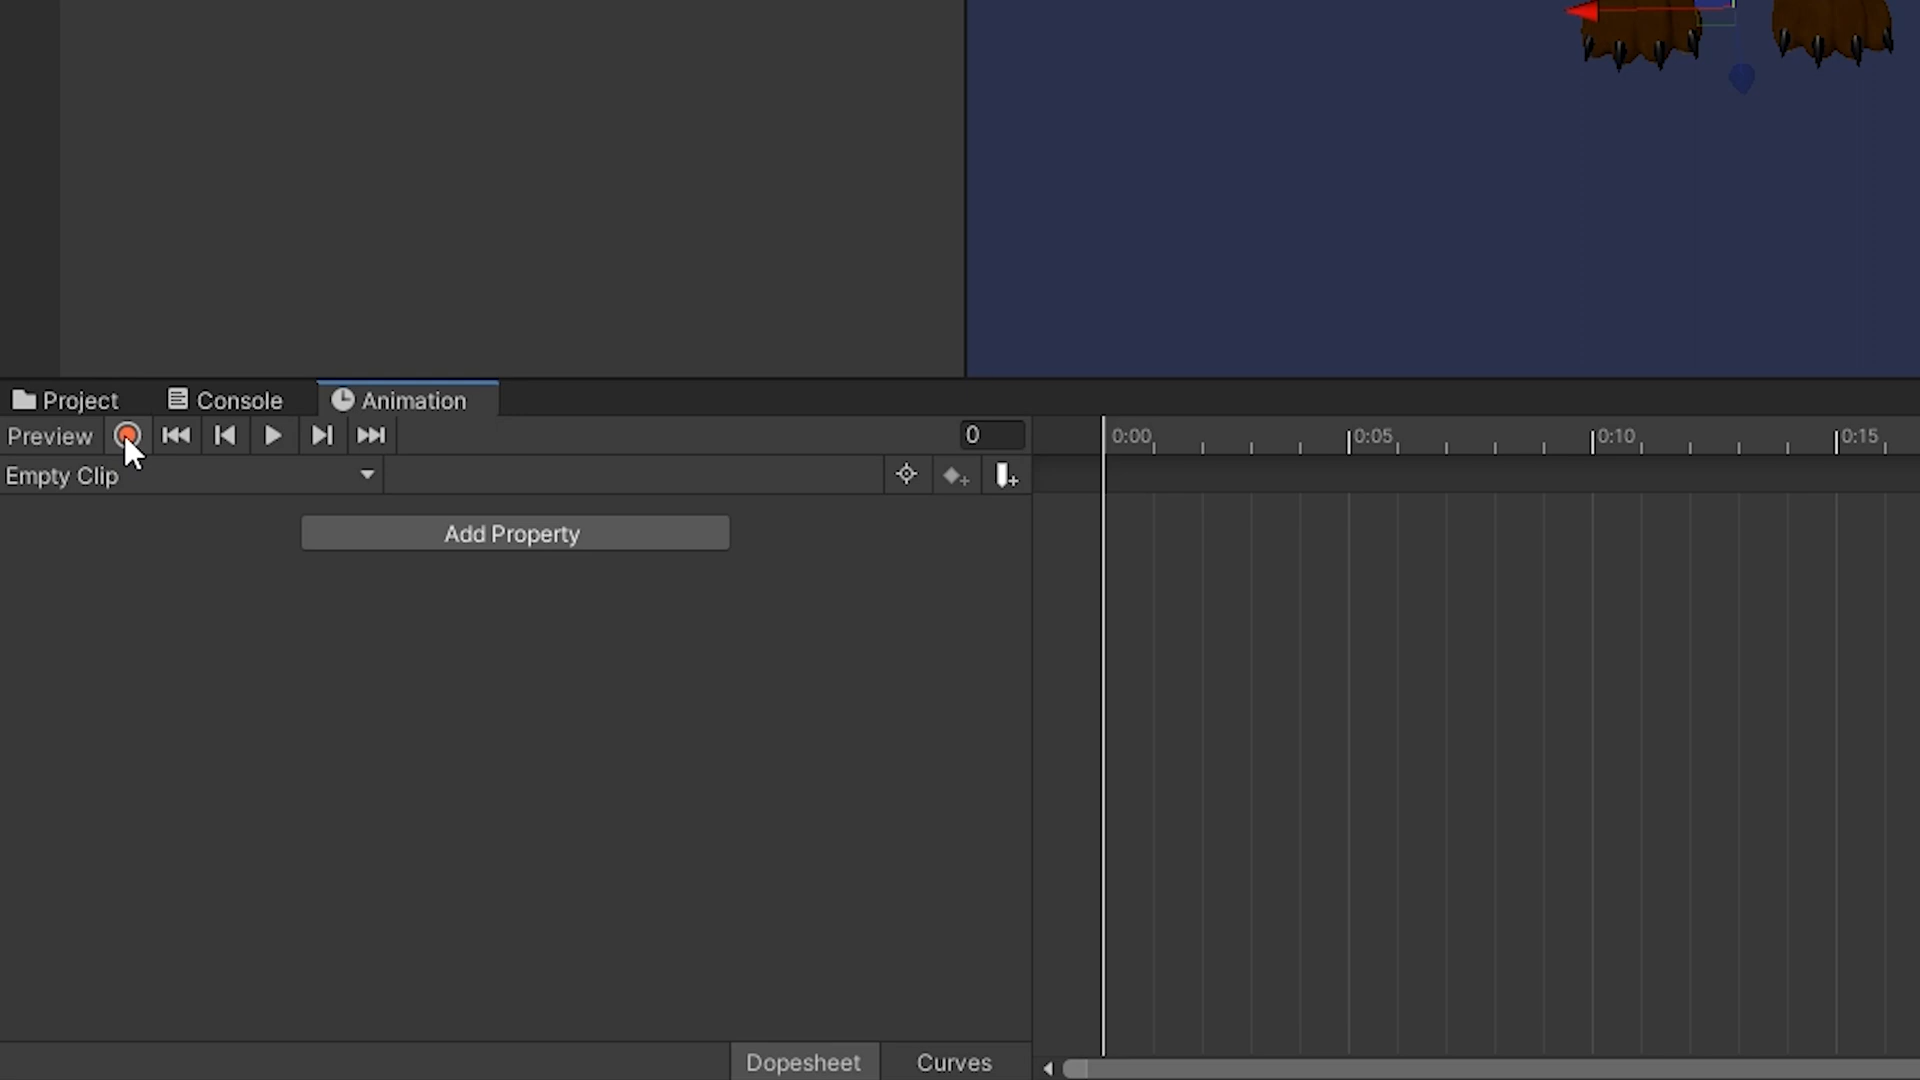 Project Console Animation
Preview 0 0:00 0:05 0:10 0:15
Empty Clip
Add Property
Dopesheet Curves